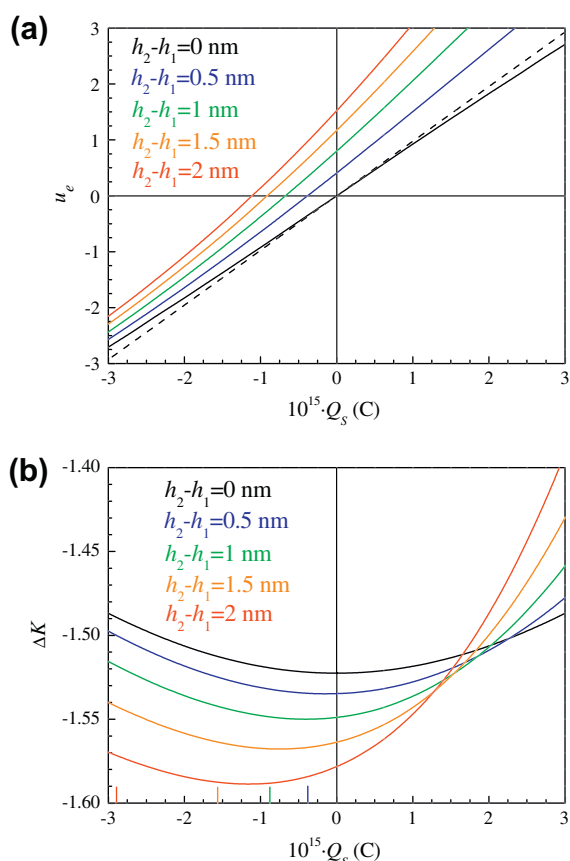 (a)
h₂-h₁=0 nm
h₂-h₁=0.5 nm
h₂-h₁=1 nm
h₂-h₁=1.5 nm
h₂-h₁=2 nm
3
2
1
0
-1
-2
-3
uₑ
-3 -2 -1 0 1 2 3
10¹⁵·Qₛ (C)
(b)
h₂-h₁=0 nm
h₂-h₁=0.5 nm
h₂-h₁=1 nm
h₂-h₁=1.5 nm
h₂-h₁=2 nm
-1.40
-1.45
-1.50
-1.55
-1.60
ΔK
-3 -2 -1 0 1 2 3
10¹⁵·Qₛ (C)